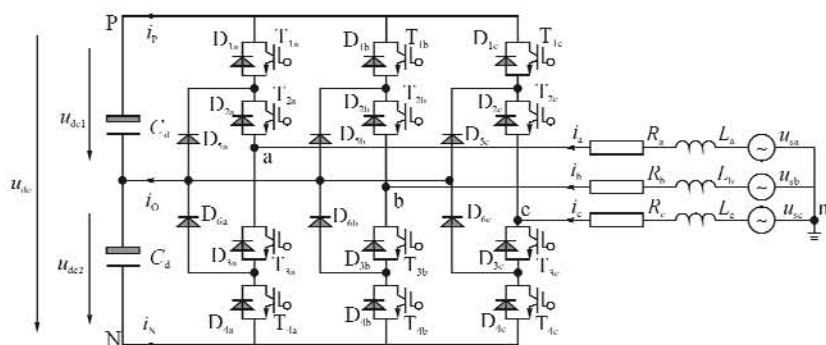 P
i_P
D_1a T_1a D_1b T_1b D_1c T_1c
D_2a T_2a T_2b D_2c T_2c
u_dc1 C_d D_5a D_5b D_5c
a i_a R_a L_a u_sa
u_dc i_O b i_b R_b L_b u_sb n
D_6a D_6b D_6c c i_c R_c L_c u_sc
u_dc2 C_d D_3a T_3a D_3b T_3b D_3c T_3c
N i_N D_4a T_4a D_4b T_4b D_4c T_4c